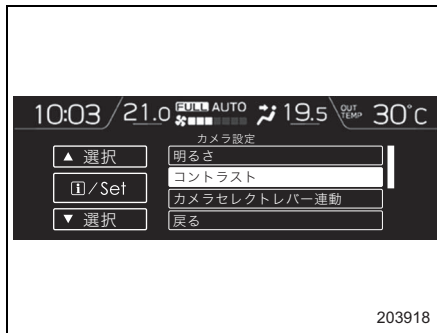 10:03 21.0 FULL AUTO 19.5 OUT TEMP 30°C
カメラ設定
▲ 選択
明るさ
コントラスト
i/Set
カメラセレクトレバー連動
▼ 選択
戻る
203918